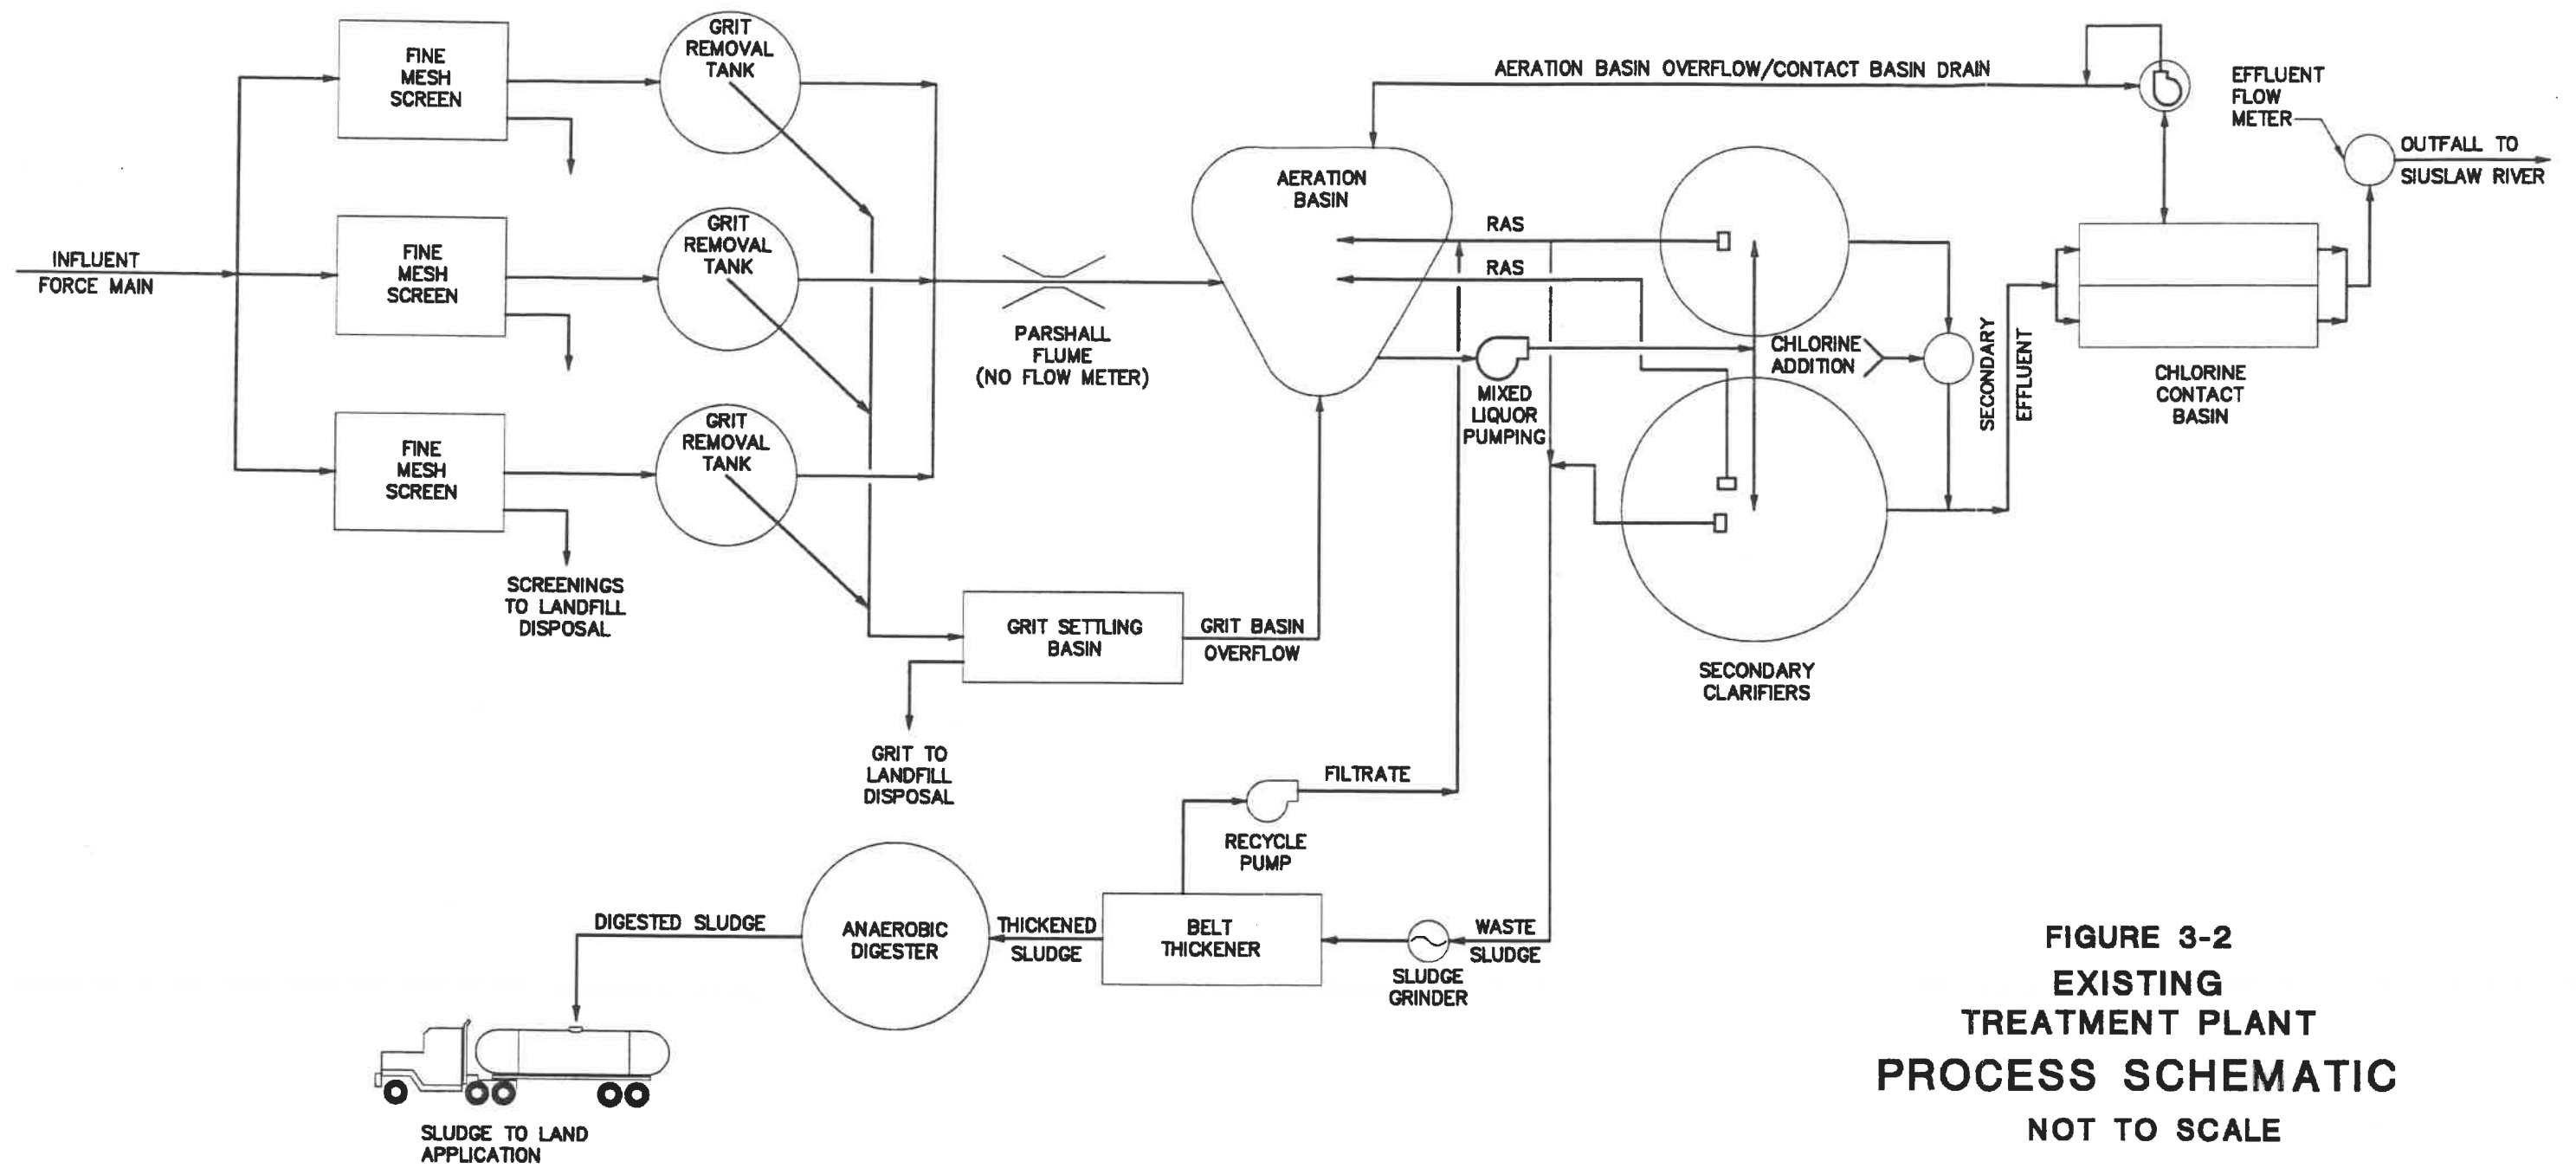 FINE
MESH
SCREEN
GRIT
REMOVAL
TANK
AERATION BASIN OVERFLOW/CONTACT BASIN DRAIN
EFFLUENT
FLOW
METER
OUTFALL TO
SIUSLAW RIVER
AERATION
BASIN
INFLUENT
FORCE MAIN
FINE
MESH
SCREEN
GRIT
REMOVAL
TANK
RAS
RAS
PARSHALL
FLUME
(NO FLOW METER)
MIXED
LIQUOR
PUMPING
CHLORINE
ADDITION
SECONDARY
EFFLUENT
CHLORINE
CONTACT
BASIN
FINE
MESH
SCREEN
GRIT
REMOVAL
TANK
SCREENINGS
TO LANDFILL
DISPOSAL
GRIT SETTLING
BASIN
GRIT BASIN
OVERFLOW
SECONDARY
CLARIFIERS
GRIT TO
LANDFILL
DISPOSAL
FILTRATE
RECYCLE
PUMP
DIGESTED SLUDGE
ANAEROBIC
DIGESTER
THICKENED
SLUDGE
BELT
THICKENER
WASTE
SLUDGE
SLUDGE
GRINDER
SLUDGE TO LAND
APPLICATION
FIGURE 3-2
EXISTING
TREATMENT PLANT
PROCESS SCHEMATIC
NOT TO SCALE